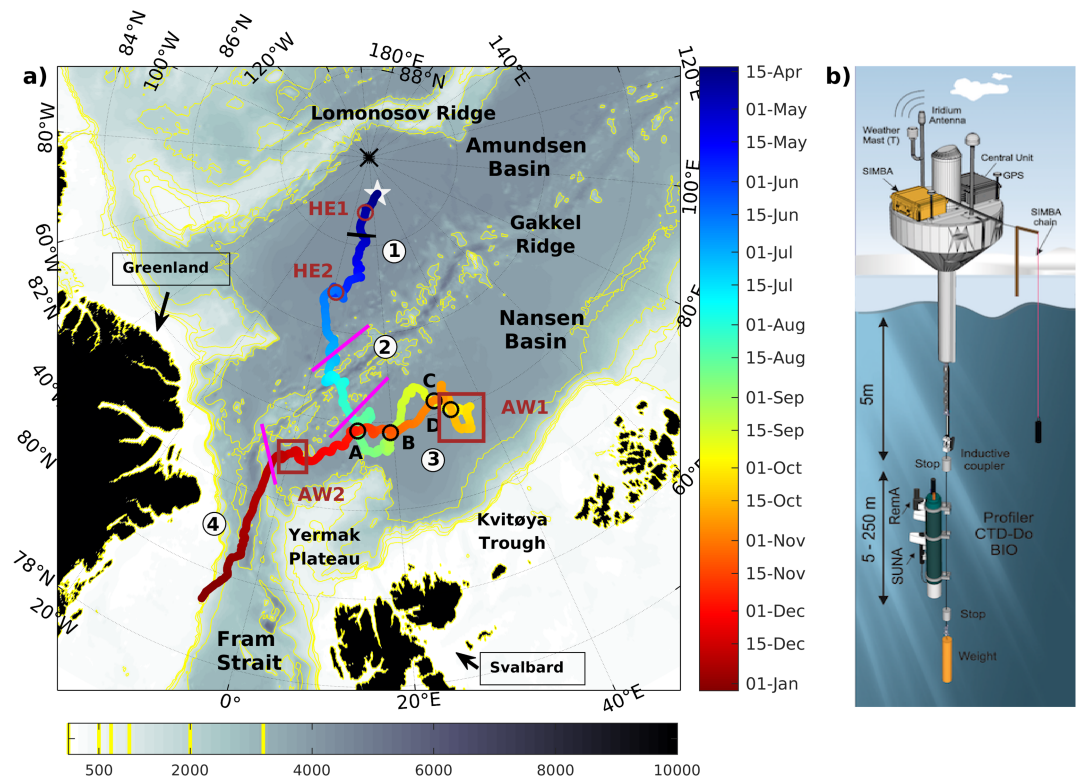 a)
84°N
100°W
86°N
120°W
180°E
88°N
140°E
120°E
80°W
100°E
60°W
82°N
80°E
40°W
80°N
60°E
78°N
20°W
0°
20°E
40°E
Lomonosov Ridge
Amundsen
Basin
HE1
1
Gakkel
Ridge
Greenland
HE2
Nansen
Basin
2
C
D
AW1
A
B
3
AW2
4
Yermak
Plateau
Kvitøya
Trough
Fram
Strait
Svalbard
15-Apr
01-May
15-May
01-Jun
15-Jun
01-Jul
15-Jul
01-Aug
15-Aug
01-Sep
15-Sep
01-Oct
15-Oct
01-Nov
15-Nov
01-Dec
15-Dec
01-Jan
500 2000 4000 6000 8000 10000
b)
Iridium
Antenna
Weather
Mast (T)
Central Unit
GPS
SIMBA
SIMBA
chain
5m
Inductive
coupler
Stop
5 - 250 m
RemA
SUNA
Profiler
CTD-Do
BIO
Stop
Weight